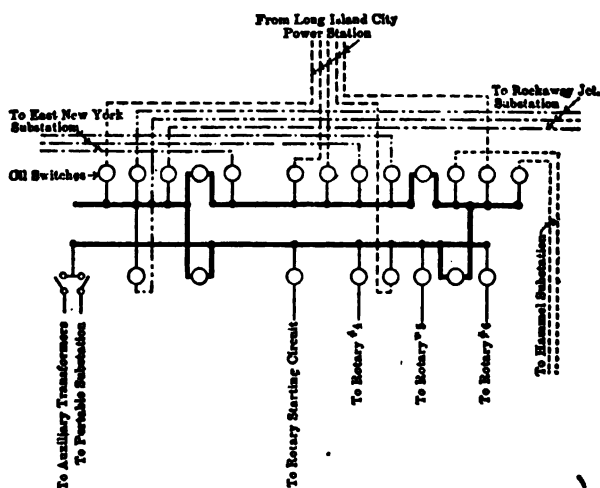 From Long Island City
Power Station
To Rockaway Jct.
Substation
To East New York
Substation
Oil Switches
To Auxiliary Transformers
To Portable Substation
To Rotary Starting Circuit
To Rotary
To Rotary
To Rotary
To Hammel Substation